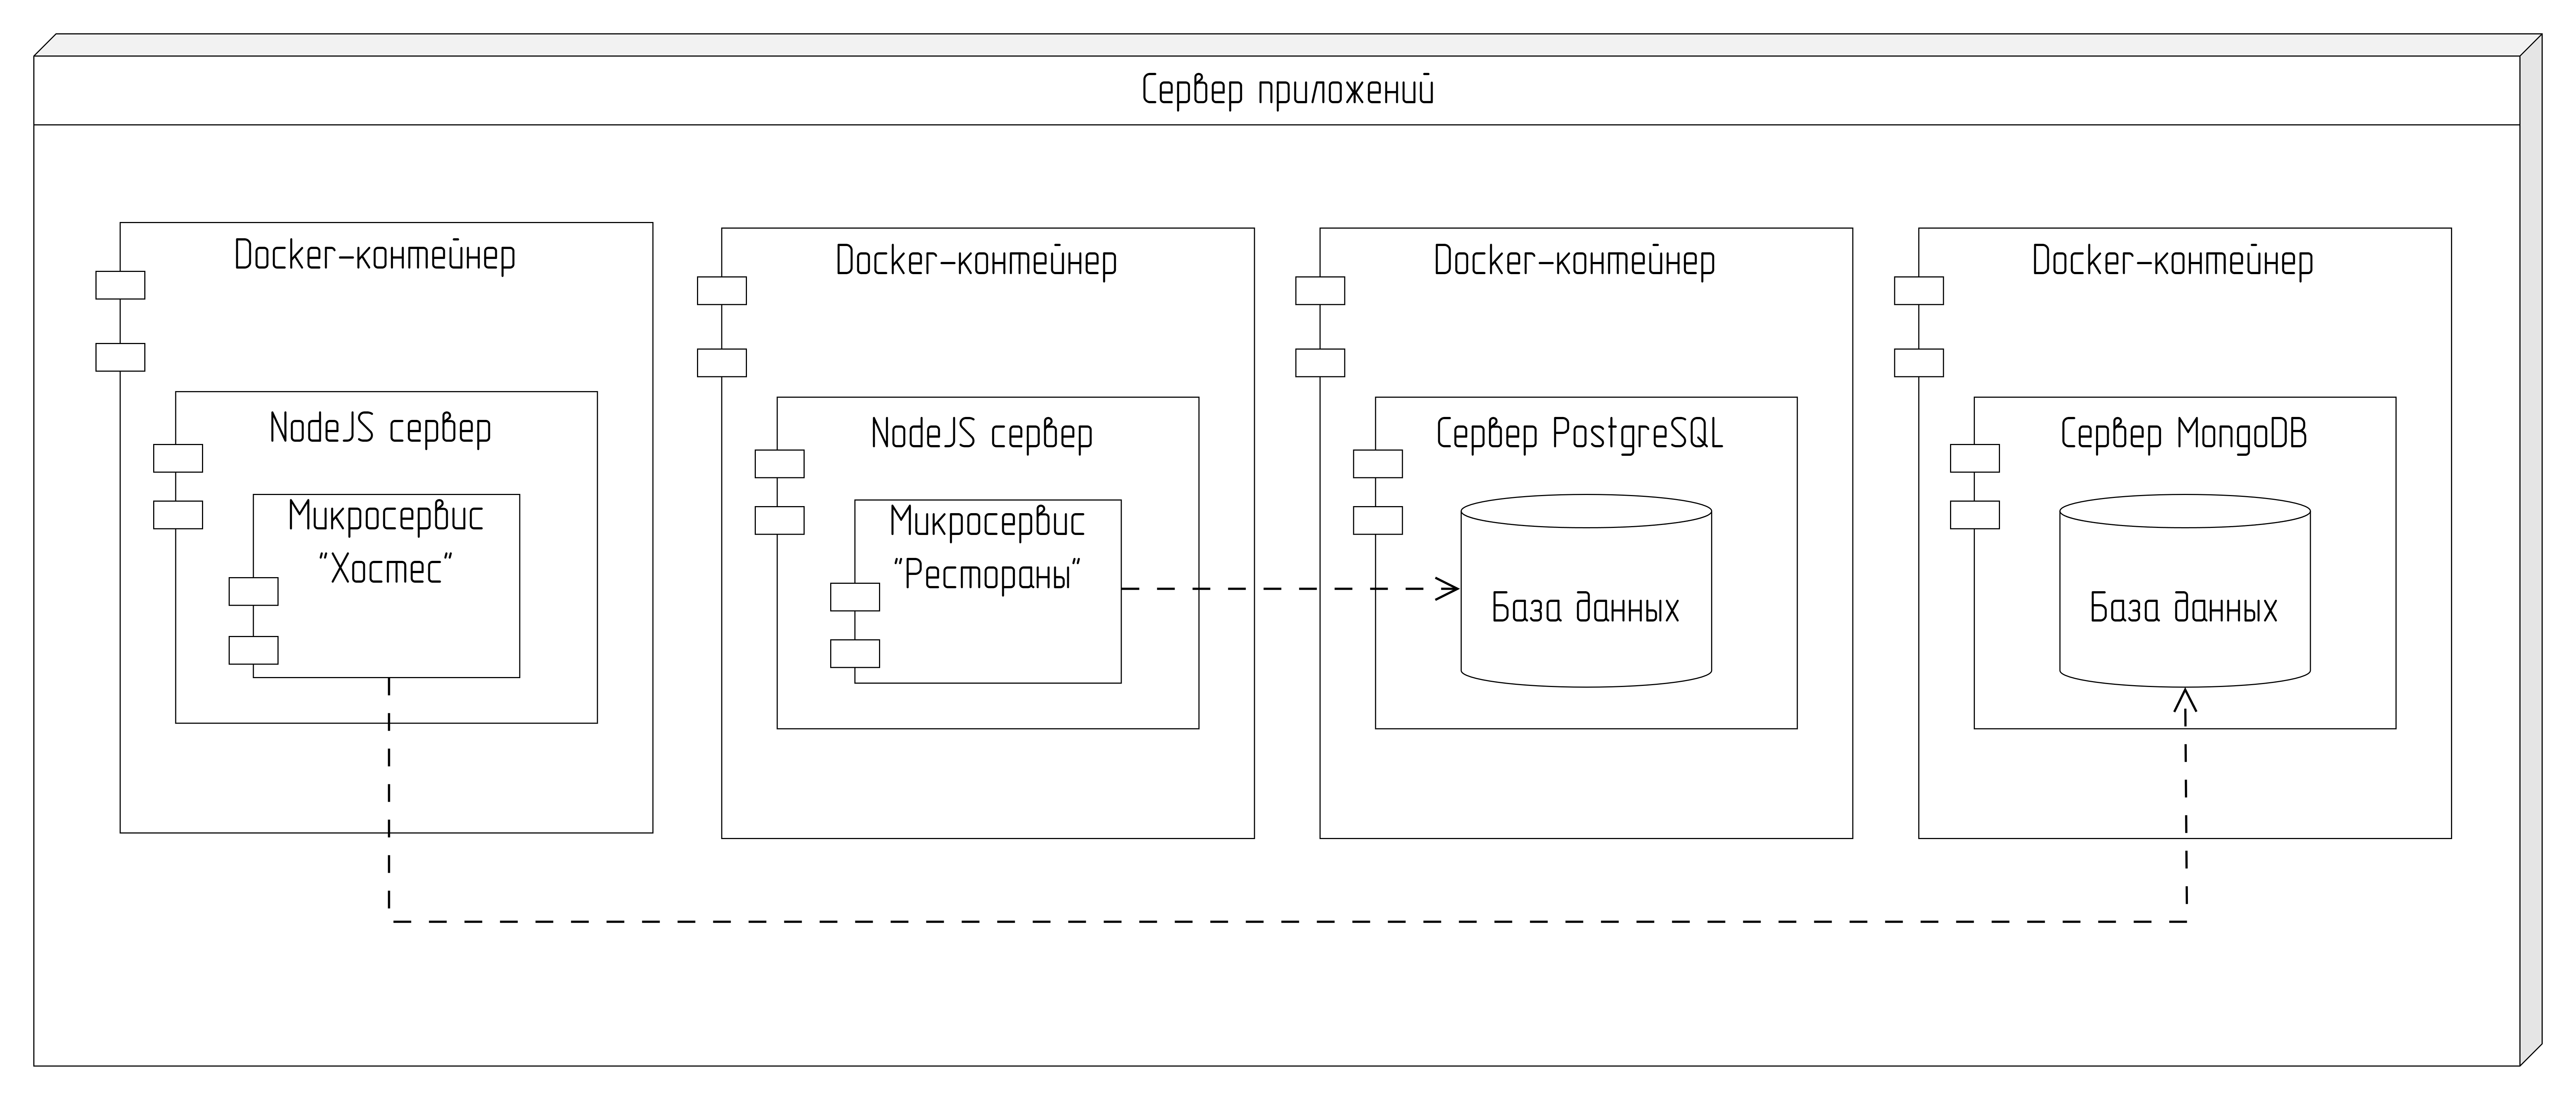 Сервер приложений
Docker-контейнер
NodeJS сервер
Микросервис
"Хостес"
Docker-контейнер
NodeJS сервер
Микросервис
"Рестораны"
Docker-контейнер
Сервер PostgreSQL
База данных
Docker-контейнер
Сервер MongoDB
База данных